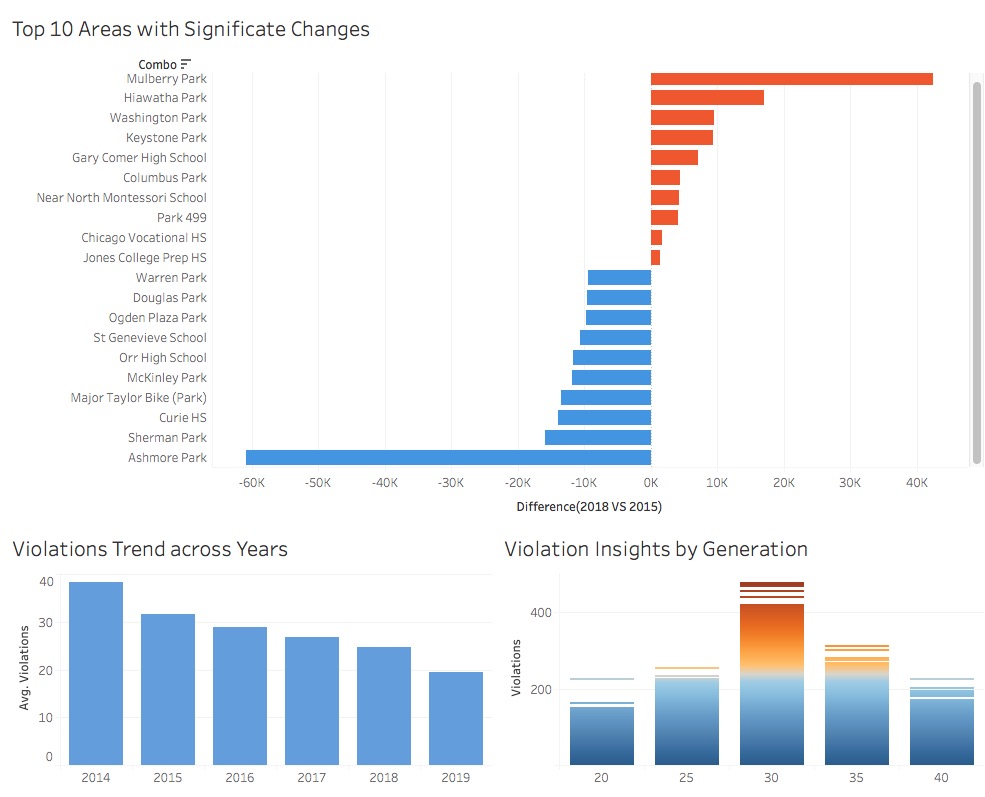 Top 10 Areas with Significate Changes
Combo
Mulberry Park
Hiawatha Park
Washington Park
Keystone Park
Gary Comer High School
Columbus Park
Near North Montessori School
Park 499
Chicago Vocational HS
Jones College Prep HS
Warren Park
Douglas Park
Ogden Plaza Park
St Genevieve School
Orr High School
McKinley Park
Major Taylor Bike (Park)
Curie HS
Sherman Park
Ashmore Park
-60K -50K -40K -30K -20K -10K 0K 10K 20K 30K 40K
Difference(2018 VS 2015)
Violations Trend across Years
Avg. Violations
40
30
20
10
0
2014 2015 2016 2017 2018 2019
Violation Insights by Generation
Violations
400
200
20 25 30 35 40